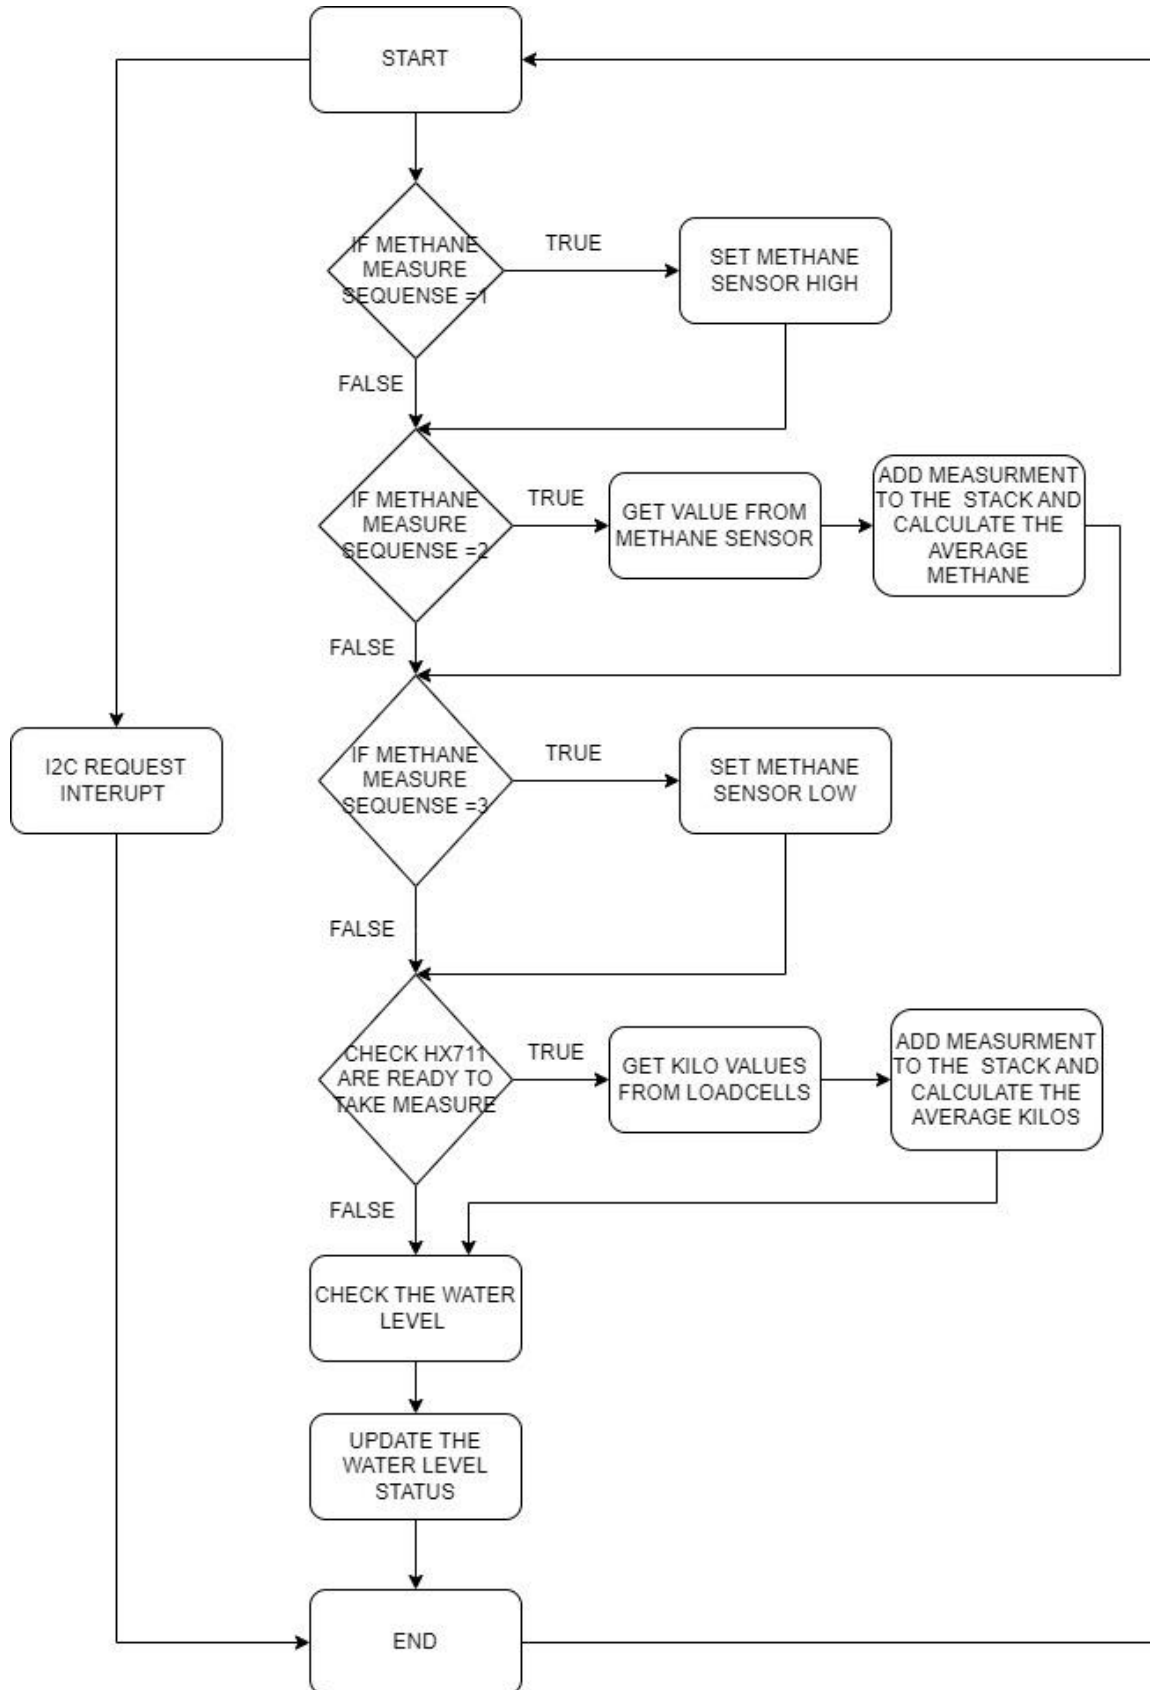 START
IF METHANE
MEASURE
SEQUENSE =1
TRUE
SET METHANE
SENSOR HIGH
FALSE
IF METHANE
MEASURE
SEQUENSE =2
TRUE
GET VALUE FROM
METHANE SENSOR
ADD MEASURMENT
TO THE STACK AND
CALCULATE THE
AVERAGE
METHANE
FALSE
I2C REQUEST
INTERUPT
IF METHANE
MEASURE
SEQUENSE =3
TRUE
SET METHANE
SENSOR LOW
FALSE
CHECK HX711
ARE READY TO
TAKE MEASURE
TRUE
GET KILO VALUES
FROM LOADCELLS
ADD MEASURMENT
TO THE STACK AND
CALCULATE THE
AVERAGE KILOS
FALSE
CHECK THE WATER
LEVEL
UPDATE THE
WATER LEVEL
STATUS
END